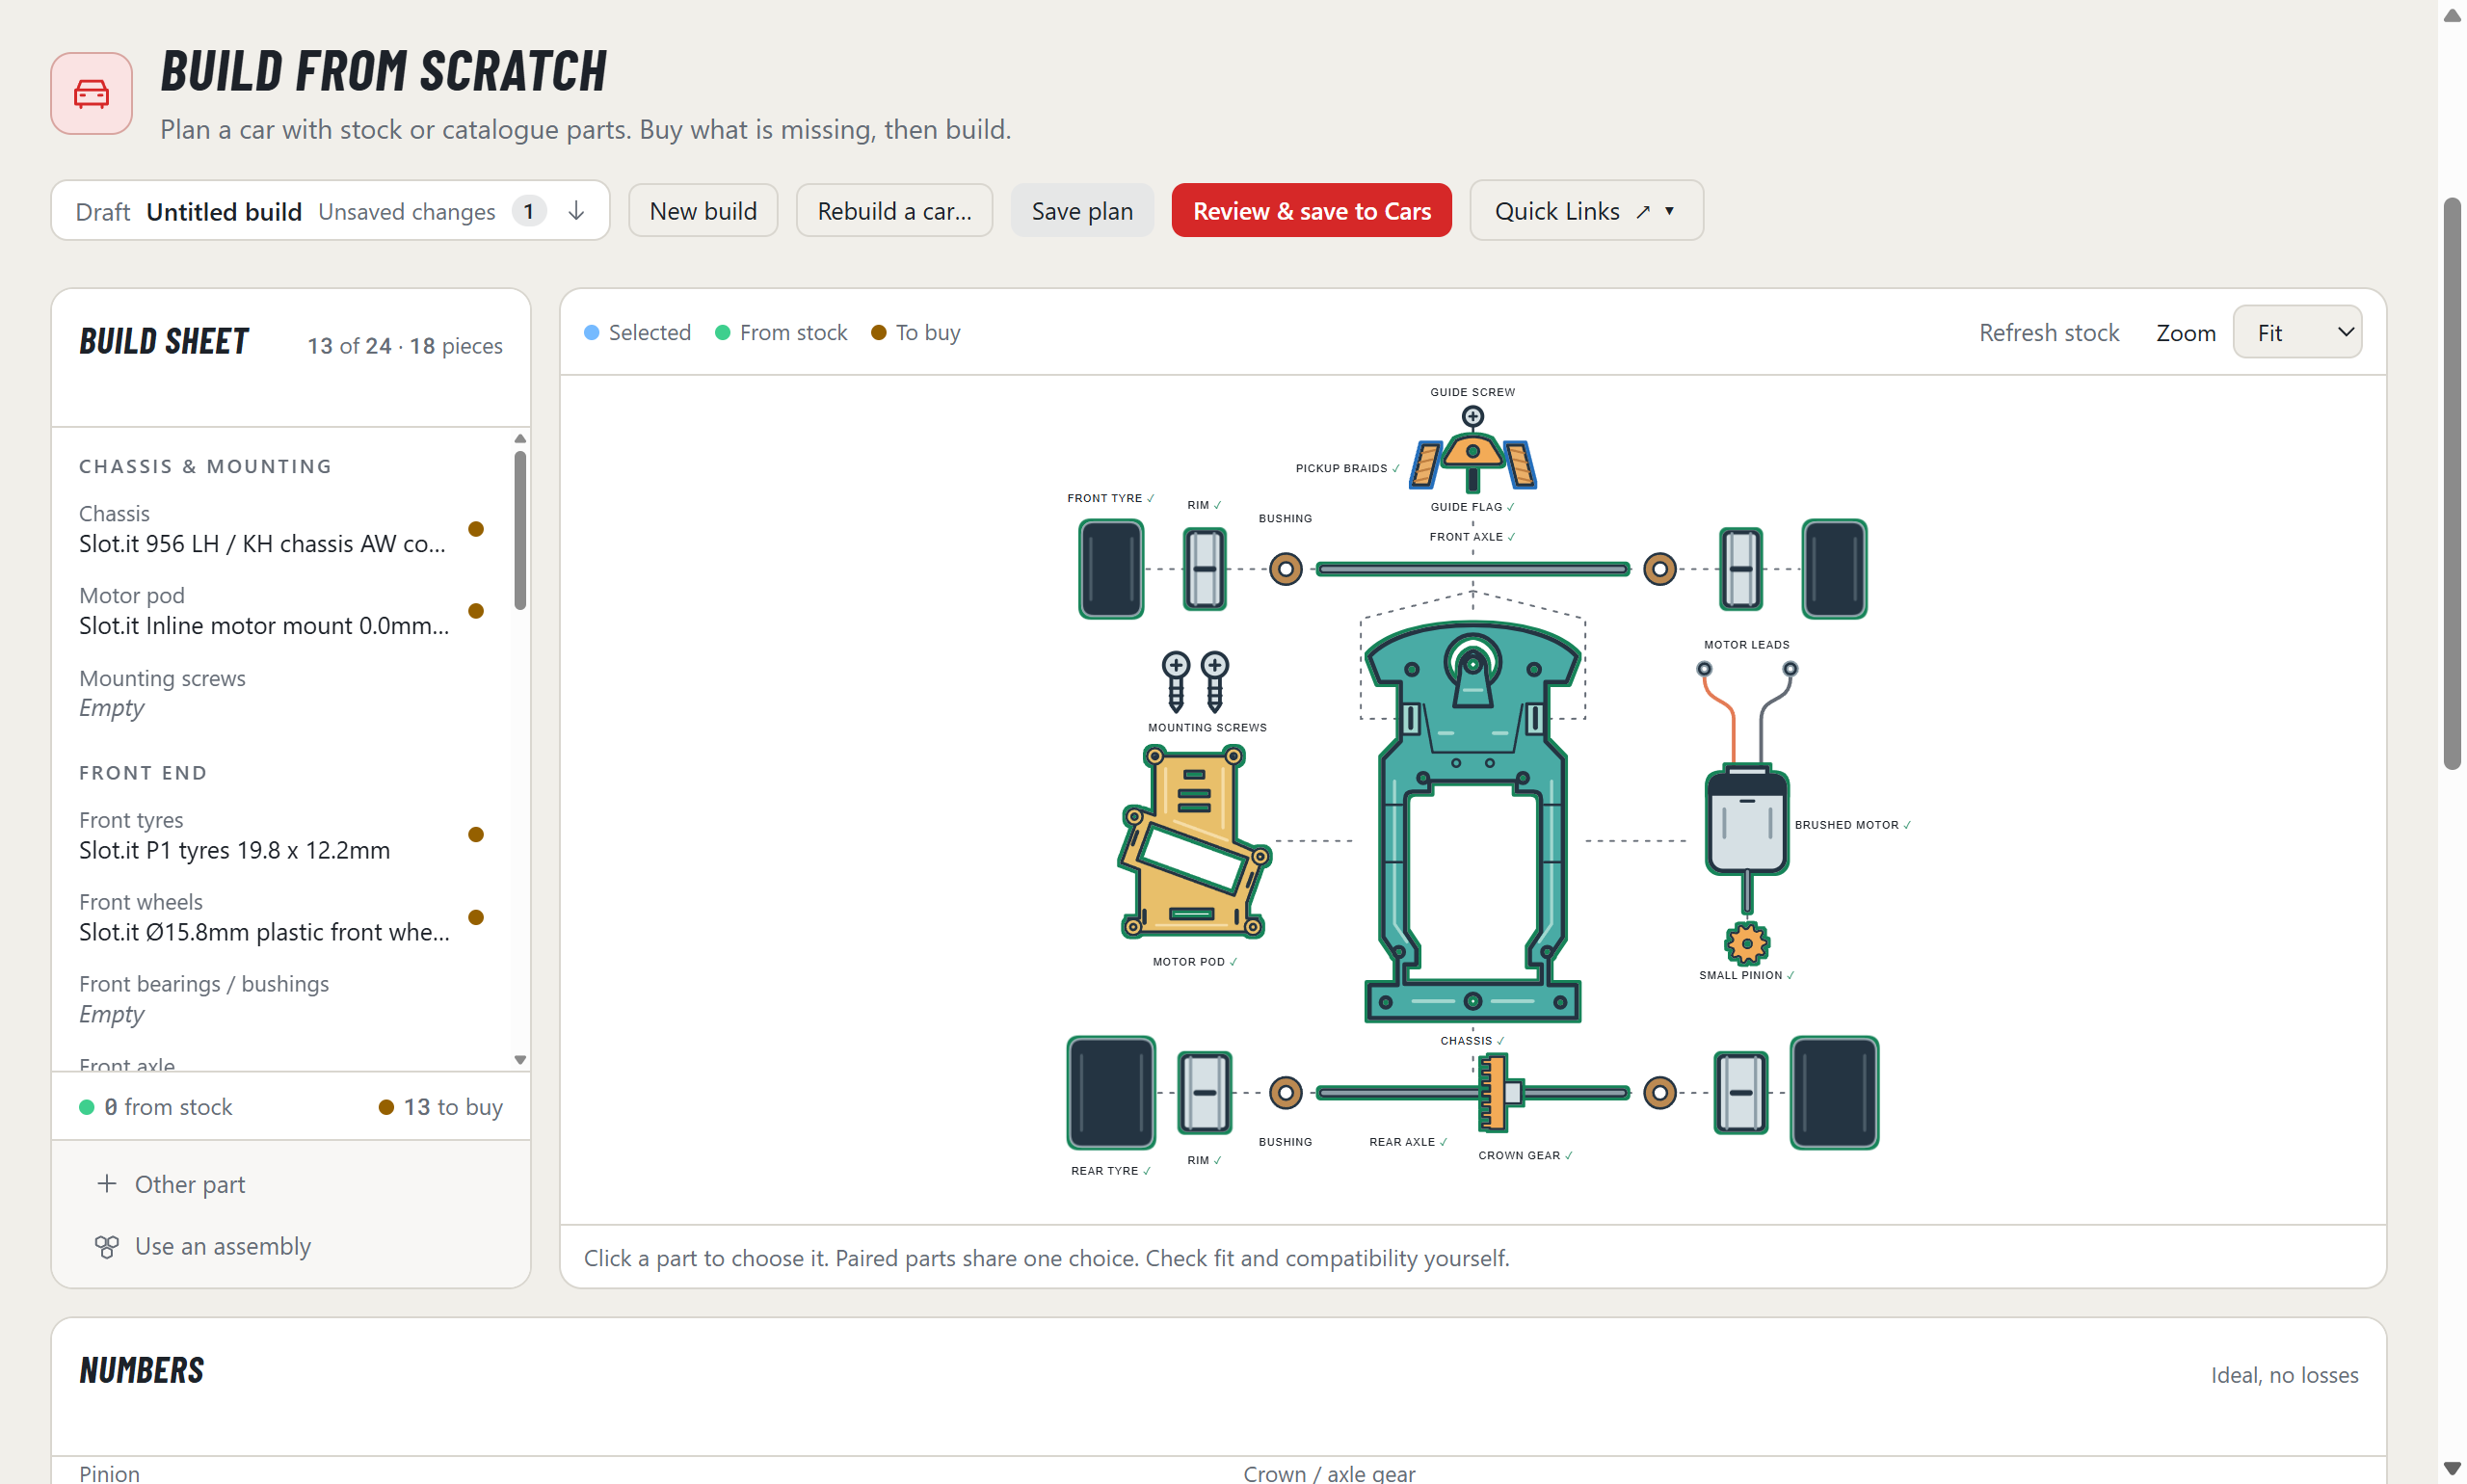 BUILD FROM SCRATCH
Plan a car with stock or catalogue parts. Buy what is missing, then build.
Draft Untitled build Unsaved changes 1 ↓
New build
Rebuild a car...
Save plan
Review & save to Cars
Quick Links ↗ ▼
BUILD SHEET
13 of 24 · 18 pieces
CHASSIS & MOUNTING
Chassis
Slot.it 956 LH / KH chassis AW co...
Motor pod
Slot.it Inline motor mount 0.0mm...
Mounting screws
Empty
FRONT END
Front tyres
Slot.it P1 tyres 19.8 x 12.2mm
Front wheels
Slot.it Ø15.8mm plastic front whe...
Front bearings / bushings
Empty
Front axle
0 from stock
13 to buy
+ Other part
Use an assembly
Selected
From stock
To buy
Refresh stock
Zoom
Fit
GUIDE SCREW
PICKUP BRAIDS ✓
GUIDE FLAG ✓
FRONT TYRE ✓
RIM ✓
BUSHING
FRONT AXLE ✓
MOTOR LEADS
MOUNTING SCREWS
BRUSHED MOTOR ✓
MOTOR POD ✓
SMALL PINION ✓
CHASSIS ✓
BUSHING
REAR AXLE ✓
CROWN GEAR ✓
RIM ✓
REAR TYRE ✓
Click a part to choose it. Paired parts share one choice. Check fit and compatibility yourself.
NUMBERS
Ideal, no losses
Pinion
Crown / axle gear